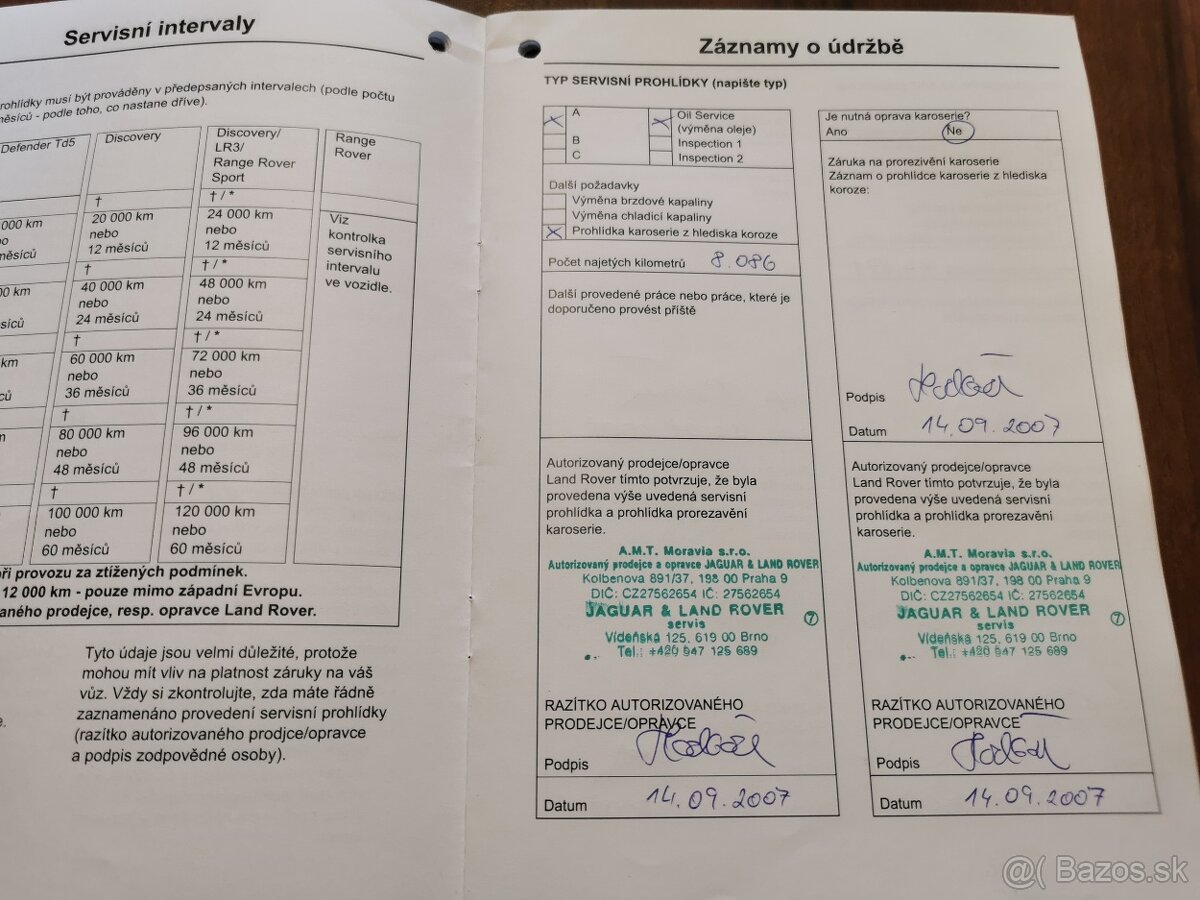 Servisní intervaly
rohlídky musí být prováděny v předepsaných intervalech (podle počtu
měsíců - podle toho, co nastane dříve).
Defender Td5
Discovery
Discovery/
LR3/
Range Rover
Sport
Range
Rover
†
† / *
000 km
měsíců
20 000 km
nebo
12 měsíců
24 000 km
nebo
12 měsíců
Viz
kontrolka
servisního
intervalu
ve vozidle.
†
† / *
40 000 km
nebo
24 měsíců
48 000 km
nebo
24 měsíců
†
† / *
60 000 km
nebo
36 měsíců
72 000 km
nebo
36 měsíců
†
† / *
80 000 km
nebo
48 měsíců
96 000 km
nebo
48 měsíců
†
† / *
100 000 km
nebo
60 měsíců
120 000 km
nebo
60 měsíců
při provozu za ztížených podmínek.
12 000 km - pouze mimo západní Evropu.
aného prodejce, resp. opravce Land Rover.
Tyto údaje jsou velmi důležité, protože
mohou mít vliv na platnost záruky na váš
vůz. Vždy si zkontrolujte, zda máte řádně
zaznamenáno provedení servisní prohlídky
(razítko autorizovaného prodjce/opravce
a podpis zodpovědné osoby).
Záznamy o údržbě
TYP SERVISNÍ PROHLÍDKY (napište typ)
X A
B
C
X Oil Service
(výměna oleje)
Inspection 1
Inspection 2
Další požadavky
Výměna brzdové kapaliny
Výměna chladicí kapaliny
X Prohlídka karoserie z hlediska koroze
Počet najetých kilometrů 8.086
Další provedené práce nebo práce, které je
doporučeno provést příště
Autorizovaný prodejce/opravce
Land Rover tímto potvrzuje, že byla
provedena výše uvedená servisní
prohlídka a prohlídka prorezavění
karoserie.
A.M.T. Moravia s.r.o.
Autorizovaný prodejce a opravce JAGUAR & LAND ROVER
Kolbenova 891/37, 198 00 Praha 9
DIČ: CZ27562654 IČ: 27562654
JAGUAR & LAND ROVER
servis
7
Vídeňská 125, 619 00 Brno
Tel.: +420 547 125 689
RAZÍTKO AUTORIZOVANÉHO
PRODEJCE/OPRAVCE
Podpis
Datum 14.09.2007
Je nutná oprava karoserie?
Ano Ne
Záruka na prorezivění karoserie
Záznam o prohlídce karoserie z hlediska
koroze:
Podpis
Datum 14.09.2007
Autorizovaný prodejce/opravce
Land Rover tímto potvrzuje, že byla
provedena výše uvedená servisní
prohlídka a prohlídka prorezavění
karoserie.
A.M.T. Moravia s.r.o.
Autorizovaný prodejce a opravce JAGUAR & LAND ROVER
Kolbenova 891/37, 198 00 Praha 9
DIČ: CZ27562654 IČ: 27562654
JAGUAR & LAND ROVER
servis
7
Vídeňská 125, 619 00 Brno
Tel.: +420 547 125 689
RAZÍTKO AUTORIZOVANÉHO
PRODEJCE/OPRAVCE
Podpis
Datum 14.09.2007
@( Bazos.sk